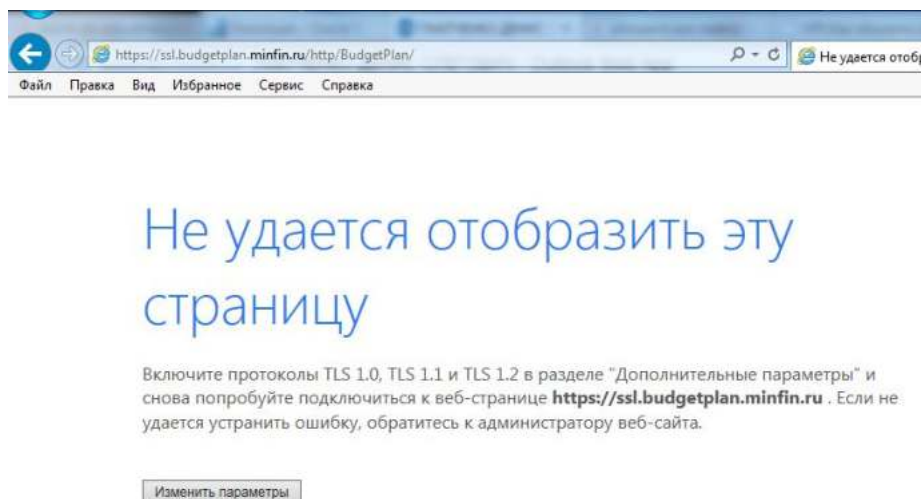 https://ssl.budgetplan.minfin.ru/http/BudgetPlan/
Не удается отобр
Файл Правка Вид Избранное Сервис Справка
Не удается отобразить эту
страницу
Включите протоколы TLS 1.0, TLS 1.1 и TLS 1.2 в разделе "Дополнительные параметры" и
снова попробуйте подключиться к веб-странице https://ssl.budgetplan.minfin.ru . Если не
удается устранить ошибку, обратитесь к администратору веб-сайта.
Изменить параметры